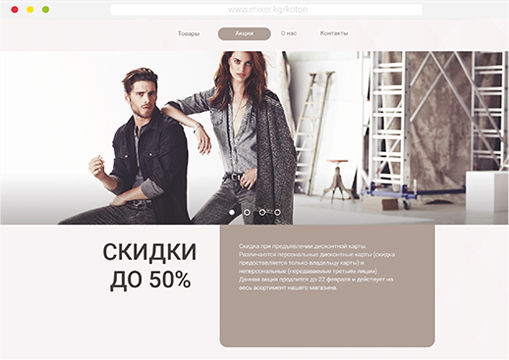 www.mixer.kg/koton
Товары Акции О нас Контакты
СКИДКИ
ДО 50%
Скидка при предъявлении дисконтной карты.
Различаются персональные дисконтные карты (скидка
предоставляется только владельцу карты) и
неперсональные (передаваемые третьим лицам)
Данная акция продлится до 22 февраля и действует на
весь асортимент нашего магазина.